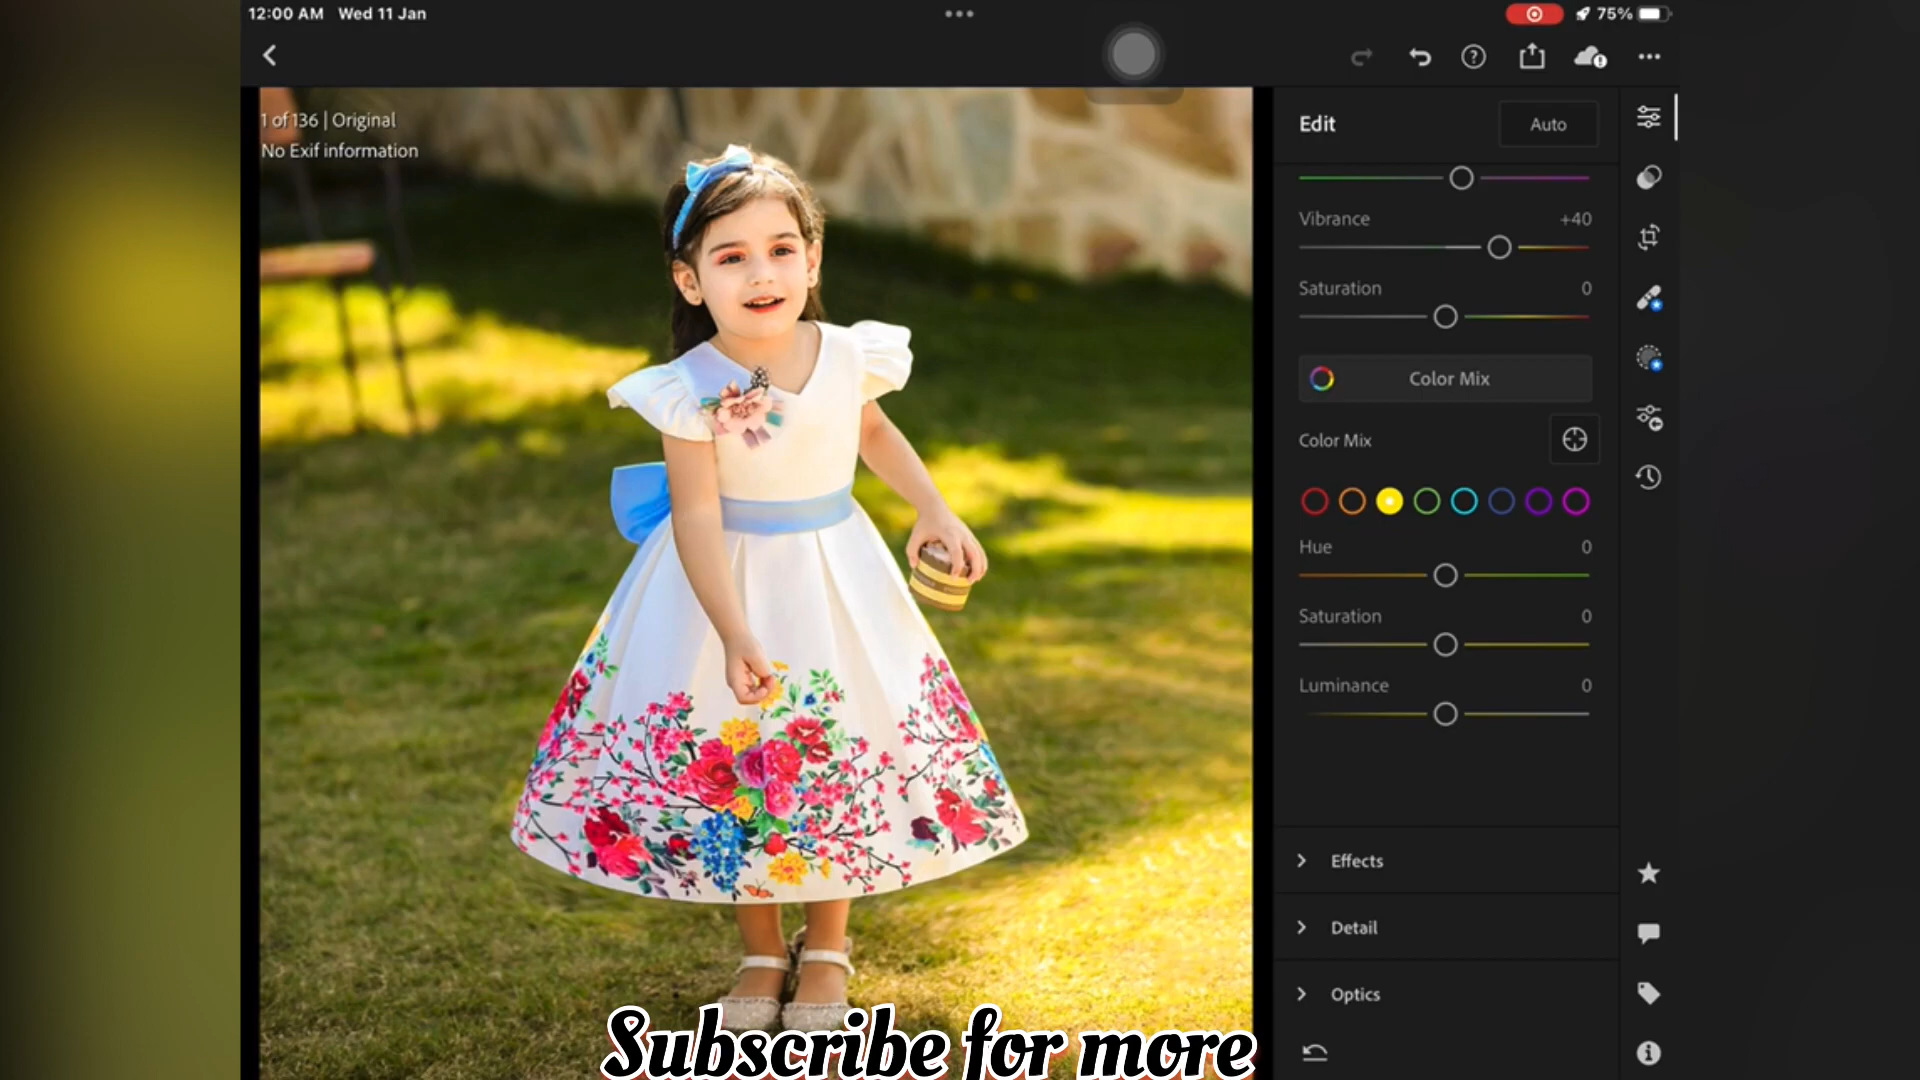 12:00 AM Wed 11 Jan
75%
1 of 136 | Original
No Exif information
Edit
Auto
Vibrance +40
Saturation 0
Color Mix
Color Mix
Hue 0
Saturation 0
Luminance 0
Effects
Detail
Optics
Subscribe for more